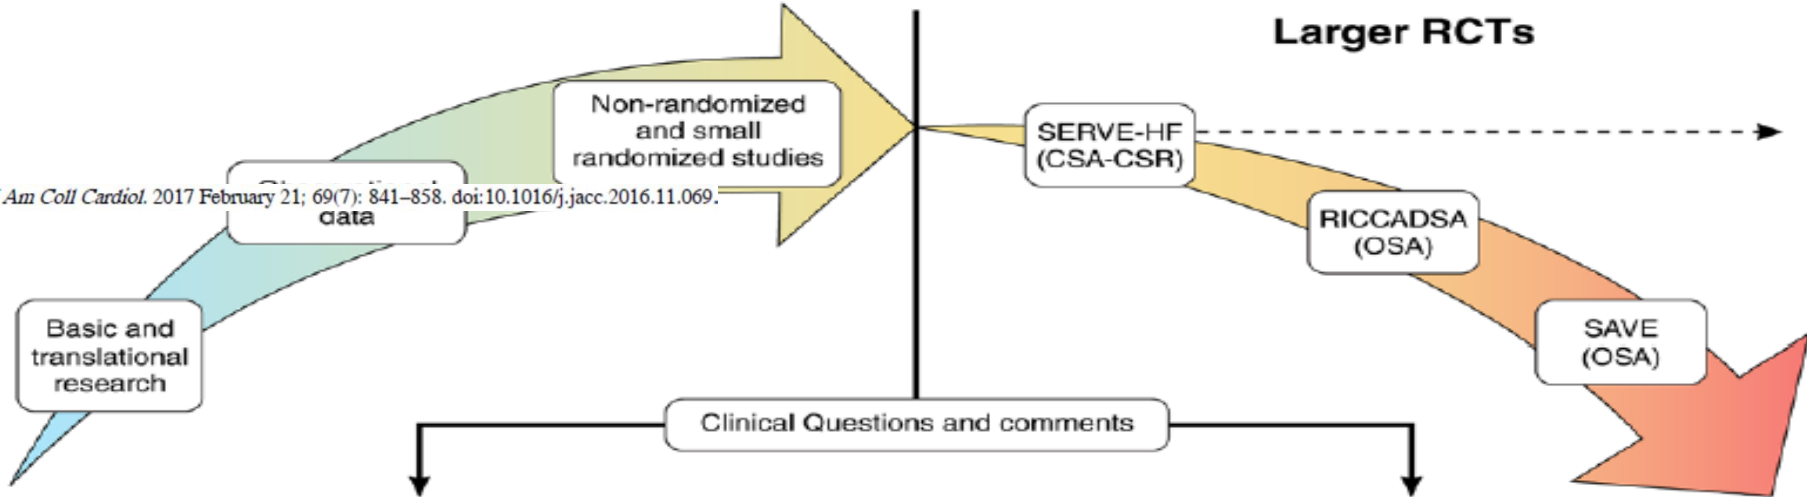 Larger RCTs
Non-randomized
and small
randomized studies
SERVE-HF
(CSA-CSR)
Am Coll Cardiol. 2017 February 21; 69(7): 841–858. doi:10.1016/j.jacc.2016.11.069.
data
RICCADSA
(OSA)
Basic and
translational
research
SAVE
(OSA)
Clinical Questions and comments